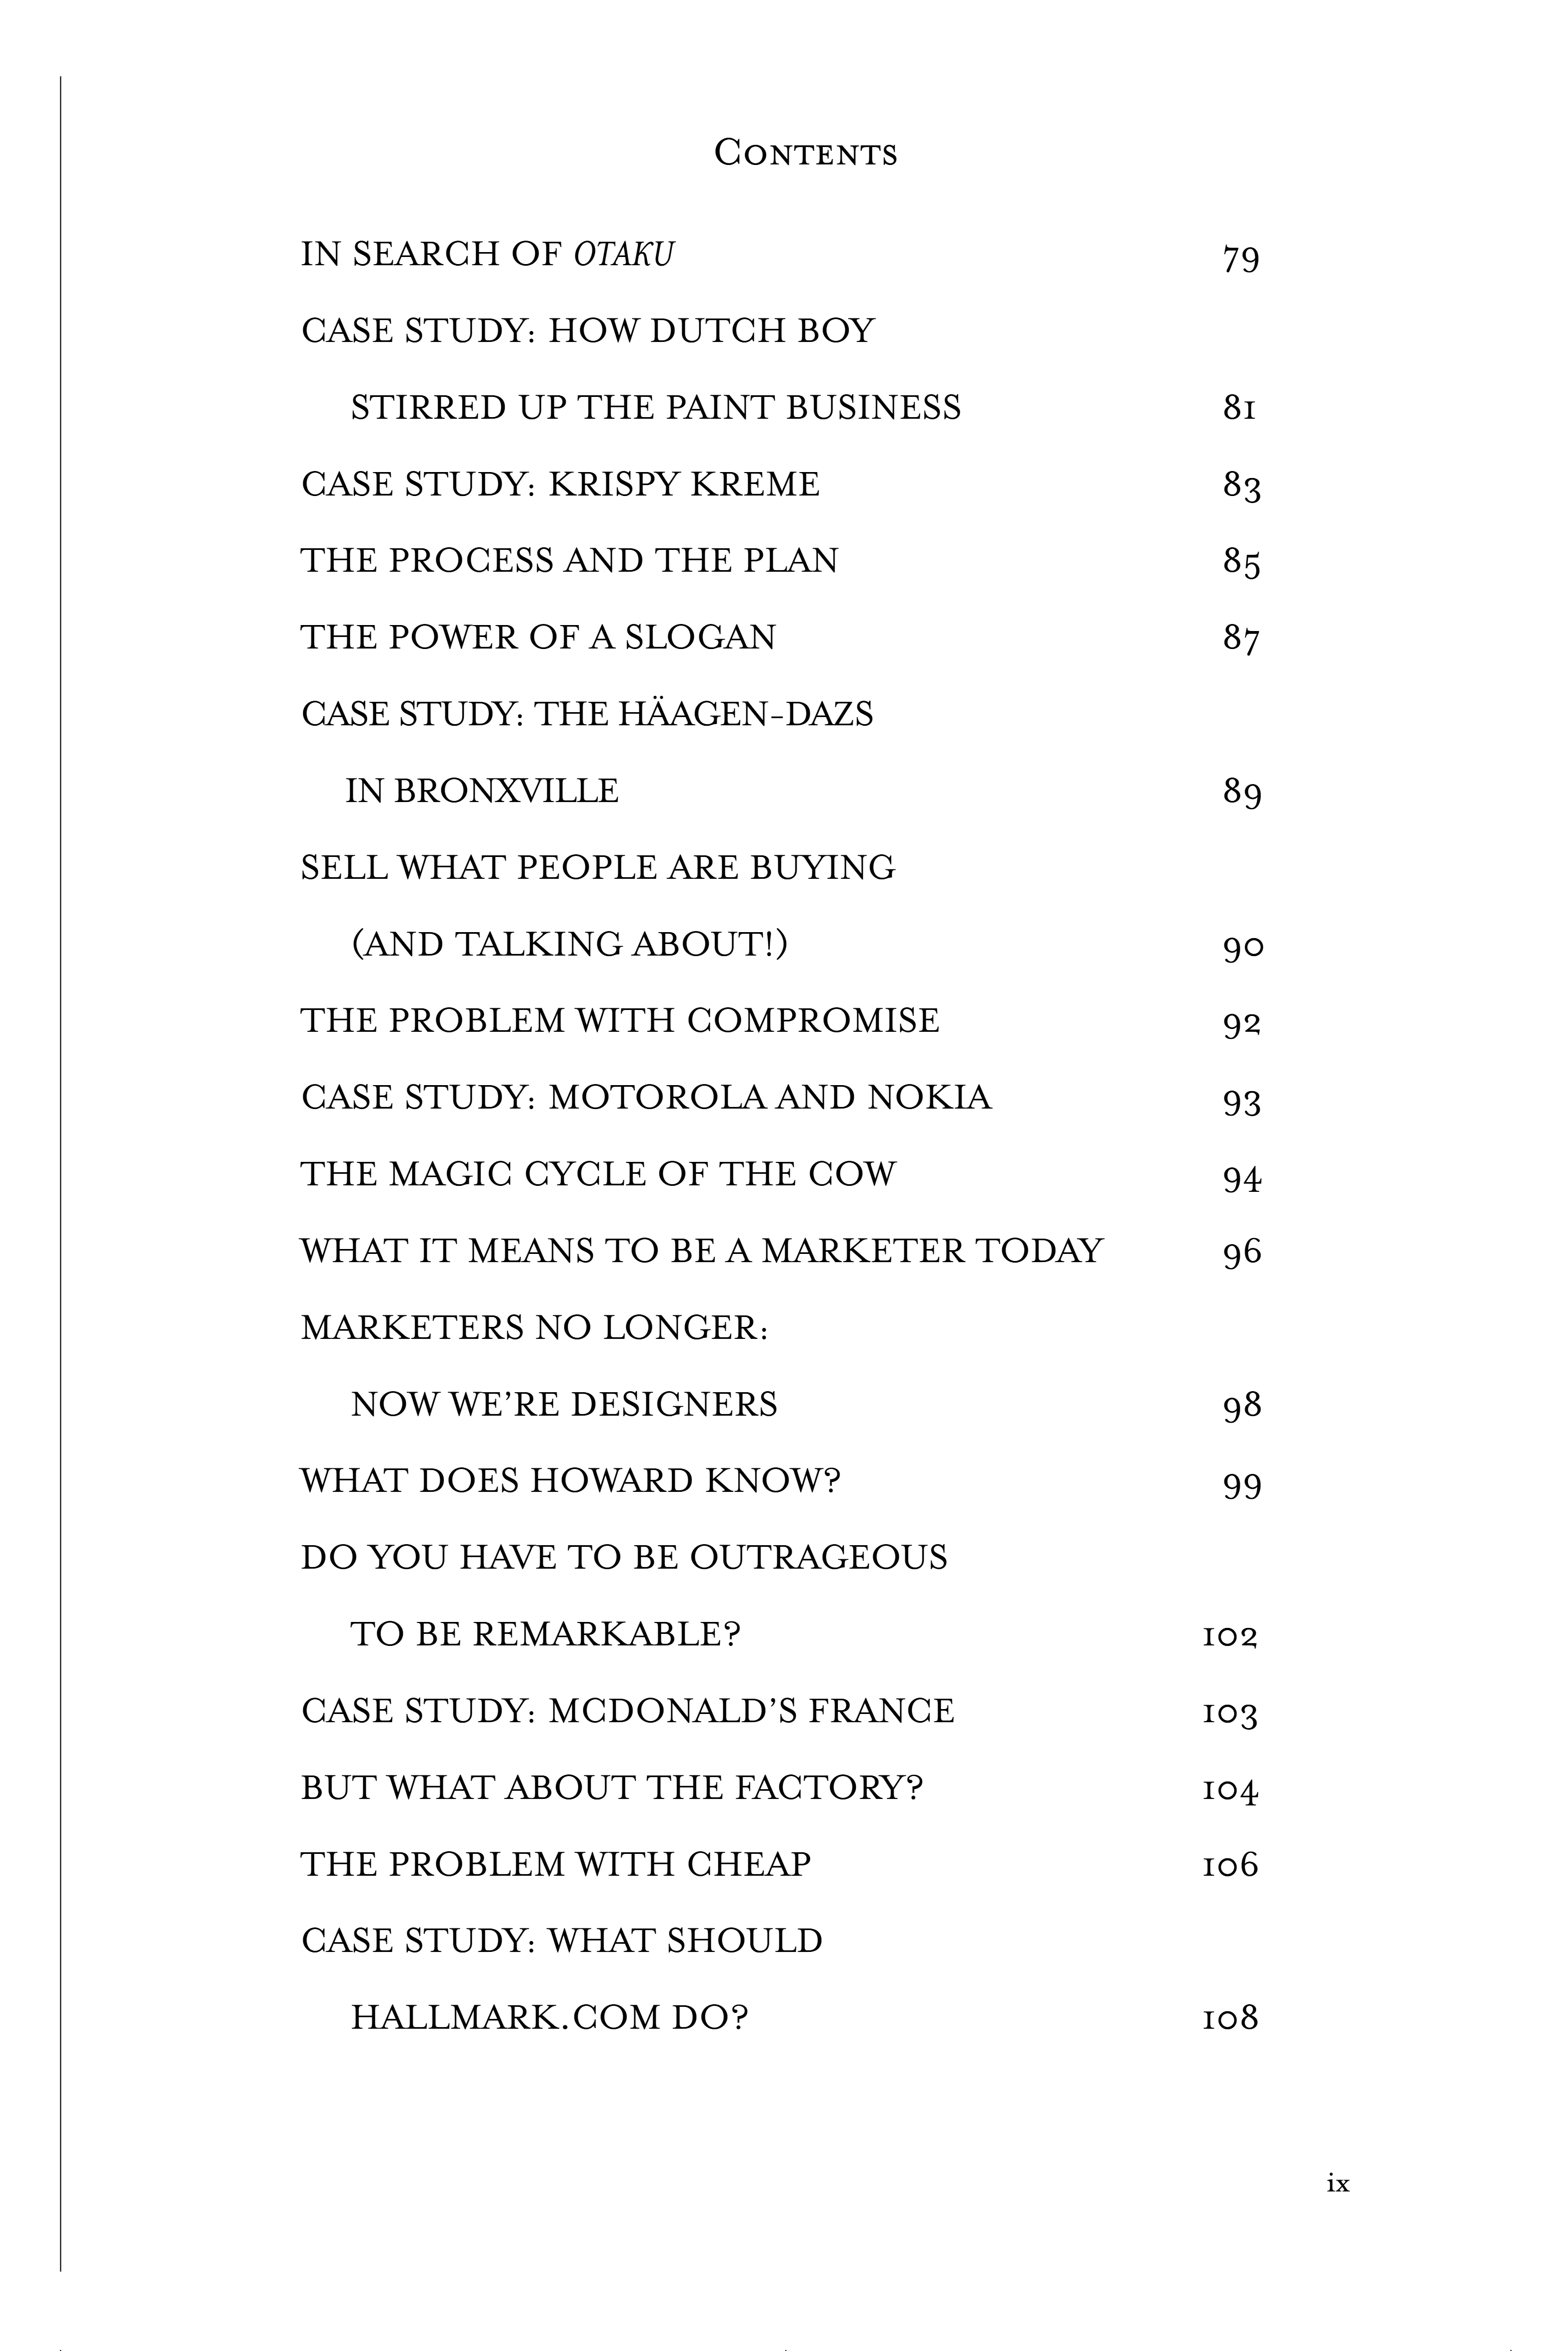 Contents
IN SEARCH OF OTAKU 79
CASE STUDY: HOW DUTCH BOY
STIRRED UP THE PAINT BUSINESS 81
CASE STUDY: KRISPY KREME 83
THE PROCESS AND THE PLAN 85
THE POWER OF A SLOGAN 87
CASE STUDY: THE HÄAGEN-DAZS
IN BRONXVILLE 89
SELL WHAT PEOPLE ARE BUYING
(AND TALKING ABOUT!) 90
THE PROBLEM WITH COMPROMISE 92
CASE STUDY: MOTOROLA AND NOKIA 93
THE MAGIC CYCLE OF THE COW 94
WHAT IT MEANS TO BE A MARKETER TODAY 96
MARKETERS NO LONGER:
NOW WE’RE DESIGNERS 98
WHAT DOES HOWARD KNOW? 99
DO YOU HAVE TO BE OUTRAGEOUS
TO BE REMARKABLE? 102
CASE STUDY: MCDONALD’S FRANCE 103
BUT WHAT ABOUT THE FACTORY? 104
THE PROBLEM WITH CHEAP 106
CASE STUDY: WHAT SHOULD
HALLMARK.COM DO? 108
ix